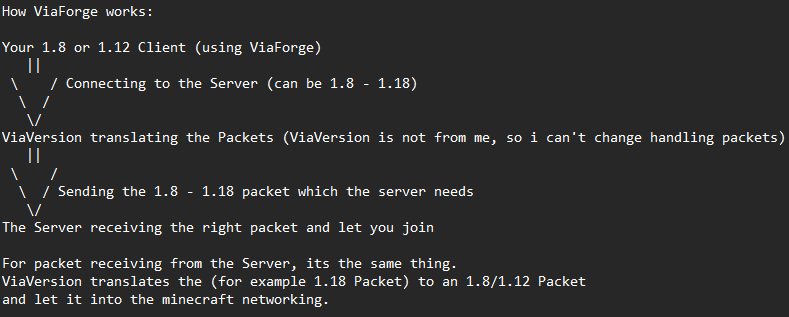 How ViaForge works:

Your 1.8 or 1.12 Client (using ViaForge)
   ||
 \    / Connecting to the Server (can be 1.8 - 1.18)
  \  /
   \/
ViaVersion translating the Packets (ViaVersion is not from me, so i can't change handling packets)
   ||
 \    /
  \  / Sending the 1.8 - 1.18 packet which the server needs
   \/
The Server receiving the right packet and let you join

For packet receiving from the Server, its the same thing.
ViaVersion translates the (for example 1.18 Packet) to an 1.8/1.12 Packet
and let it into the minecraft networking.